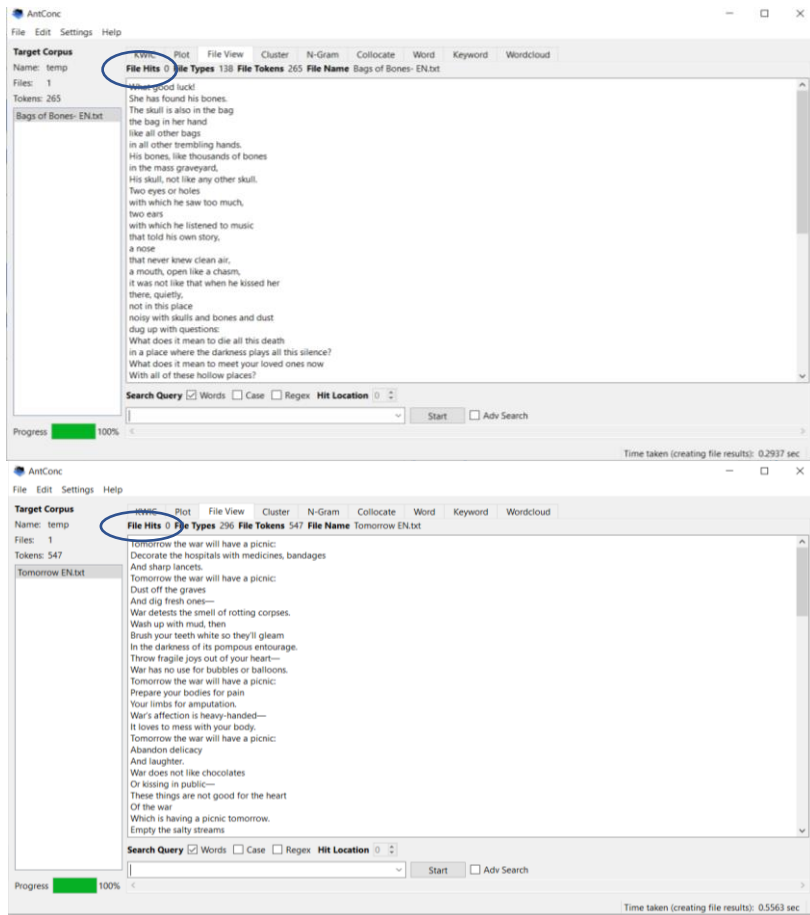 AntConc
File Edit Settings Help
Target Corpus
Name: temp
Files: 1
Tokens: 265
Bags of Bones- EN.txt
Progress 100%
KWIC Plot File View Cluster N-Gram Collocate Word Keyword Wordcloud
File Hits 0 File Types 138 File Tokens 265 File Name Bags of Bones- EN.txt
What good luck!
She has found his bones.
The skull is also in the bag
the bag in her hand
like all other bags
in all other trembling hands.
His bones, like thousands of bones
in the mass graveyard,
His skull, not like any other skull.
Two eyes or holes
with which he saw too much,
two ears
with which he listened to music
that told his own story,
a nose
that never knew clean air,
a mouth, open like a chasm,
it was not like that when he kissed her
there, quietly,
not in this place
noisy with skulls and bones and dust
dug up with questions:
What does it mean to die all this death
in a place where the darkness plays all this silence?
What does it mean to meet your loved ones now
With all of these hollow places?
Search Query Words Case Regex Hit Location 0
Start Adv Search
Time taken (creating file results): 0.2937 sec
AntConc
File Edit Settings Help
Target Corpus
Name: temp
Files: 1
Tokens: 547
Tomorrow EN.txt
Progress 100%
KWIC Plot File View Cluster N-Gram Collocate Word Keyword Wordcloud
File Hits 0 File Types 296 File Tokens 547 File Name Tomorrow EN.txt
Tomorrow the war will have a picnic:
Decorate the hospitals with medicines, bandages
And sharp lancets.
Tomorrow the war will have a picnic:
Dust off the graves
And dig fresh ones—
War detests the smell of rotting corpses.
Wash up with mud, then
Brush your teeth white so they'll gleam
In the darkness of its pompous entourage.
Throw fragile joys out of your heart—
War has no use for bubbles or balloons.
Tomorrow the war will have a picnic:
Prepare your bodies for pain
Your limbs for amputation.
War's affection is heavy-handed—
It loves to mess with your body.
Tomorrow the war will have a picnic:
Abandon delicacy
And laughter.
War does not like chocolates
Or kissing in public—
These things are not good for the heart
Of the war
Which is having a picnic tomorrow.
Empty the salty streams
Search Query Words Case Regex Hit Location 0
Start Adv Search
Time taken (creating file results): 0.5563 sec